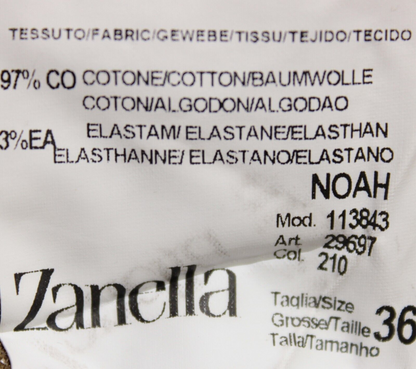 TESSUTO/FABRIC/GEWEBE/TISSU/TEJIDO/TECIDO
97% CO COTONE/COTTON/BAUMWOLLE
COTON/ALGODON/ALGODAO
3%EA ELASTAM/ ELASTANE/ELASTHAN
ELASTHANNE/ ELASTANO/ELASTANO
NOAH
Mod. 113843
Art. 29697
Col. 210
Zanella
Taglia/Size
Grosse/Taille 36
Talla/Tamanho